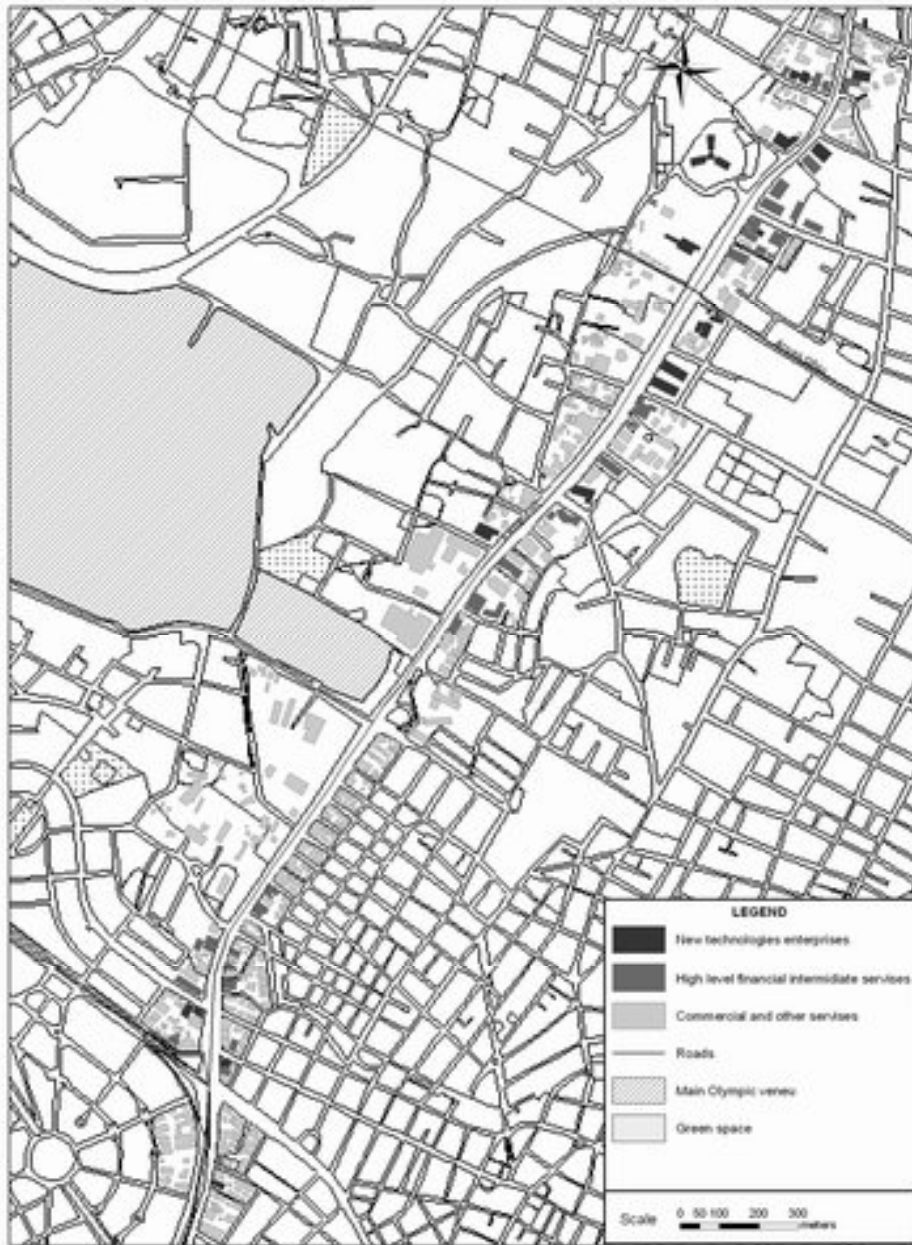 LEGEND
New technologies enterprises
High level financial intermidiate servises
Commercial and other servises
Roads
Main Olympic veneu
Green space
Scale
0 50 100 200 300
meters